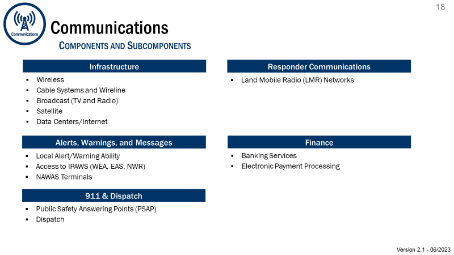 18
Communications
Communications
Components and Subcomponents
Infrastructure
▪ Wireless
▪ Cable Systems and Wireline
▪ Broadcast (TV and Radio)
▪ Satellite
▪ Data Centers/Internet
Alerts, Warnings, and Messages
▪ Local Alert/Warning Ability
▪ Access to IPAWS (WEA, EAS, NWR)
▪ NAWAS Terminals
911 & Dispatch
▪ Public Safety Answering Points (PSAP)
▪ Dispatch
Responder Communications
▪ Land Mobile Radio (LMR) Networks
Finance
▪ Banking Services
▪ Electronic Payment Processing
Version 2.1 - 06/2023